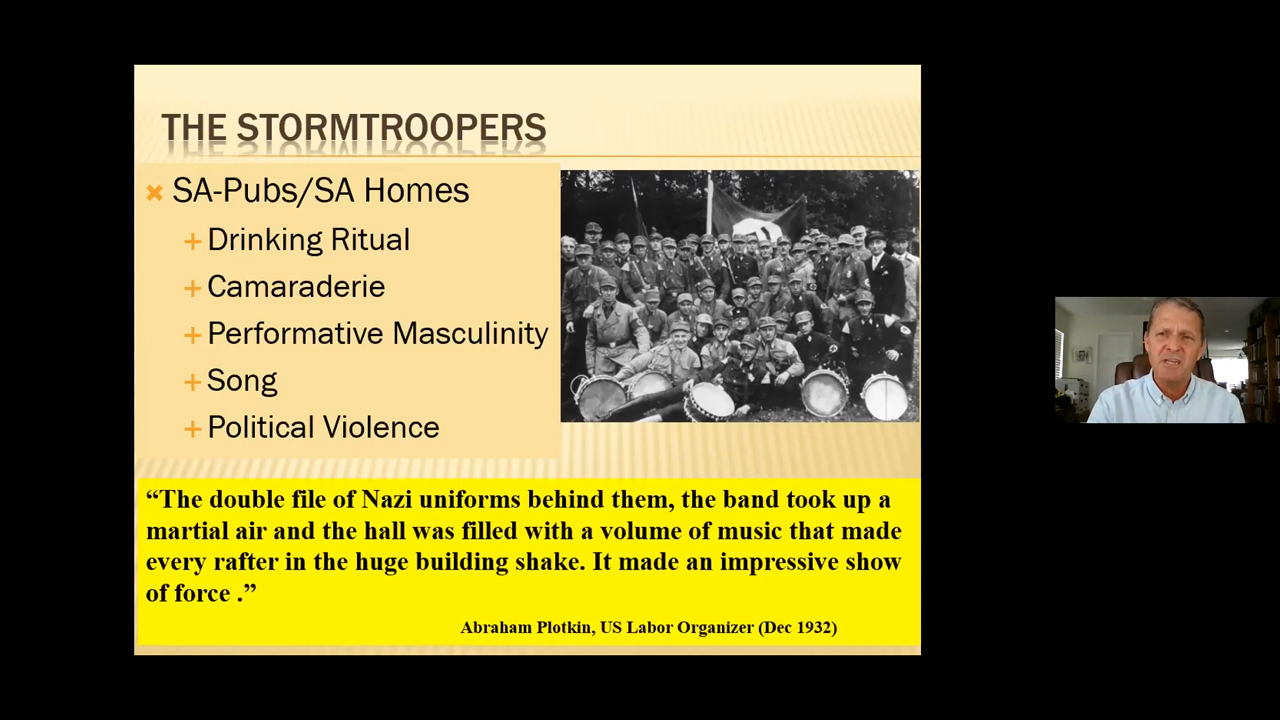 THE STORMTROOPERS
SA-Pubs/SA Homes
Drinking Ritual
Camaraderie
Performative Masculinity
Song
Political Violence
“The double file of Nazi uniforms behind them, the band took up a
martial air and the hall was filled with a volume of music that made
every rafter in the huge building shake. It made an impressive show
of force .”
Abraham Plotkin, US Labor Organizer (Dec 1932)